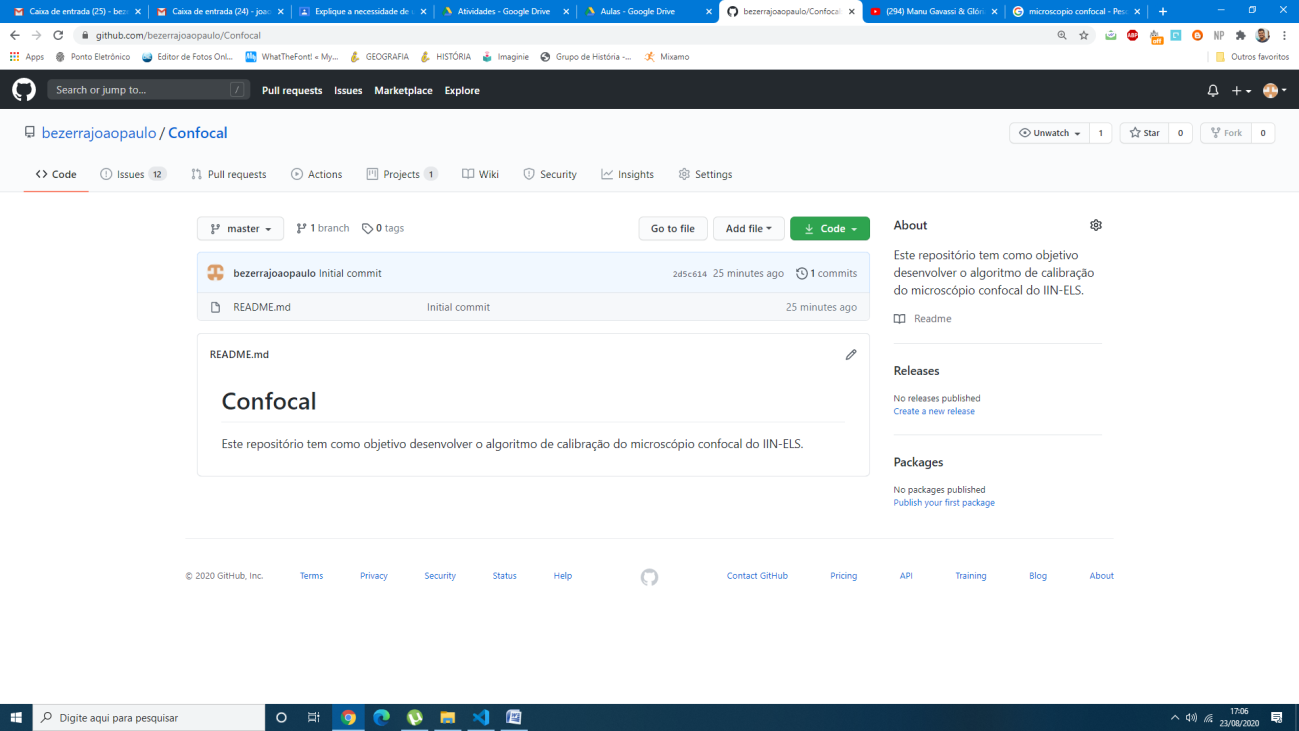 Caixa de entrada (25) - bez
Caixa de entrada (24) - joac
Explique a necessidade de u
Atividades - Google Drive
Aulas - Google Drive
bezerrajoaopaulo/Confocal
(294) Manu Gavassi & Glóri
microscopio confocal - Pesq
github.com/bezerrajoaopaulo/Confocal
ABP
off
NP
Apps
Ponto Eletrônico
Editor de Fotos Onl...
WhatTheFont! « My...
GEOGRAFIA
HISTÓRIA
Imaginie
Grupo de História -...
Mixamo
Outros favoritos
Search or jump to...
/
Pull requests
Issues
Marketplace
Explore
bezerrajoaopaulo / Confocal
Unwatch 1
Star 0
Fork 0
Code
Issues 12
Pull requests
Actions
Projects 1
Wiki
Security
Insights
Settings
master
1 branch
0 tags
Go to file
Add file
Code
bezerrajoaopaulo Initial commit
2d5c614 25 minutes ago
1 commits
README.md
Initial commit
25 minutes ago
README.md
Confocal
Este repositório tem como objetivo desenvolver o algoritmo de calibração do microscópio confocal do IIN-ELS.
About
Este repositório tem como objetivo
desenvolver o algoritmo de calibração
do microscópio confocal do IIN-ELS.
Readme
Releases
No releases published
Create a new release
Packages
No packages published
Publish your first package
© 2020 GitHub, Inc.
Terms
Privacy
Security
Status
Help
Contact GitHub
Pricing
API
Training
Blog
About
Digite aqui para pesquisar
17:06
23/08/2020